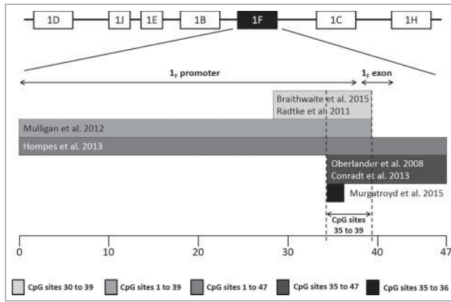 1D 1J 1E 1B 1F 1C 1H
1F promoter 1F exon
Braithwaite et al. 2015
Radtke et al. 2011
Mulligan et al. 2012
Hompes et al. 2013
Oberlander et al. 2008
Conradt et al. 2013
Murgatroyd et al. 2015
CpG sites
35 to 39
0 10 20 30 40 47
CpG sites 30 to 39 CpG sites 1 to 39 CpG sites 1 to 47 CpG sites 35 to 47 CpG sites 35 to 36